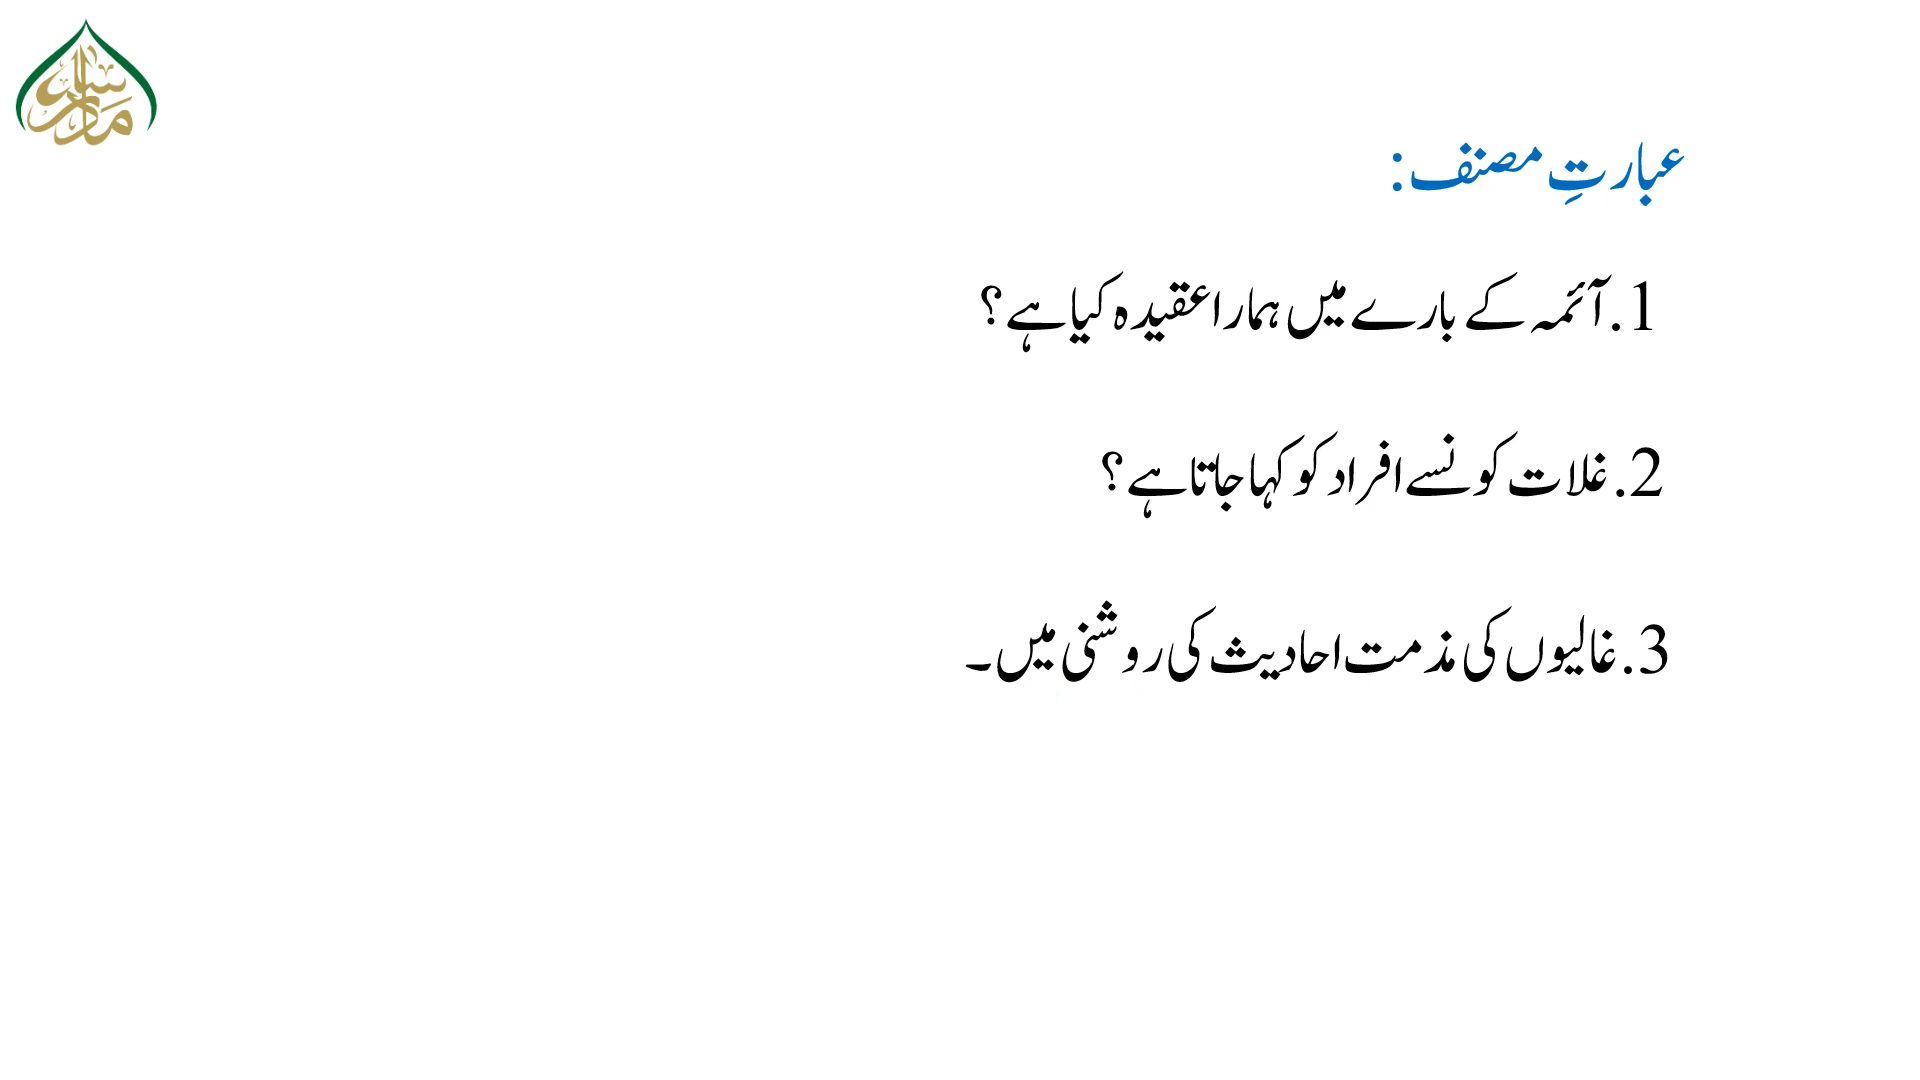 عبارتِ مصنف:
1. آئمہ کے بارے میں ہمارا عقیدہ کیا ہے؟
2. غلات کونسے افراد کو کہا جاتا ہے؟
3. غالیوں کی مذمت احادیث کی روشنی میں۔